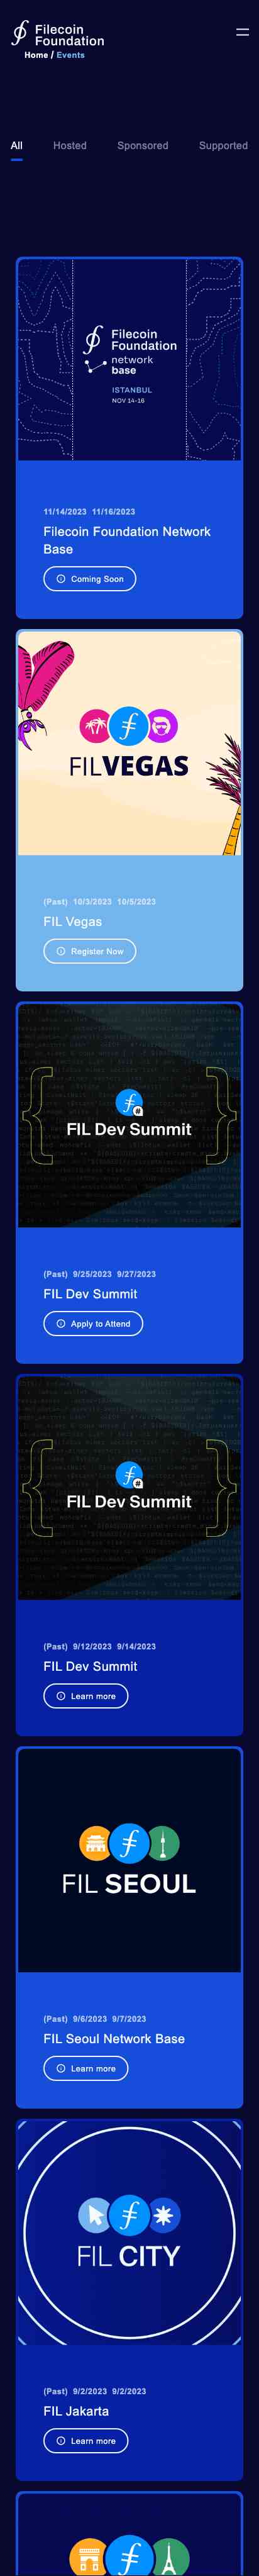 Filecoin
Foundation
Home / Events
All Hosted Sponsored Supported
Filecoin
Foundation
network
base
ISTANBUL
NOV 14-16
11/14/2023 11/16/2023
Filecoin Foundation Network
Base
Coming Soon
FILVEGAS
(Past) 10/3/2023 10/5/2023
FIL Vegas
Register Now
FIL Dev Summit
(Past) 9/25/2023 9/27/2023
FIL Dev Summit
Apply to Attend
FIL Dev Summit
(Past) 9/12/2023 9/14/2023
FIL Dev Summit
Learn more
FIL SEOUL
(Past) 9/6/2023 9/7/2023
FIL Seoul Network Base
Learn more
FIL CITY
(Past) 9/2/2023 9/2/2023
FIL Jakarta
Learn more